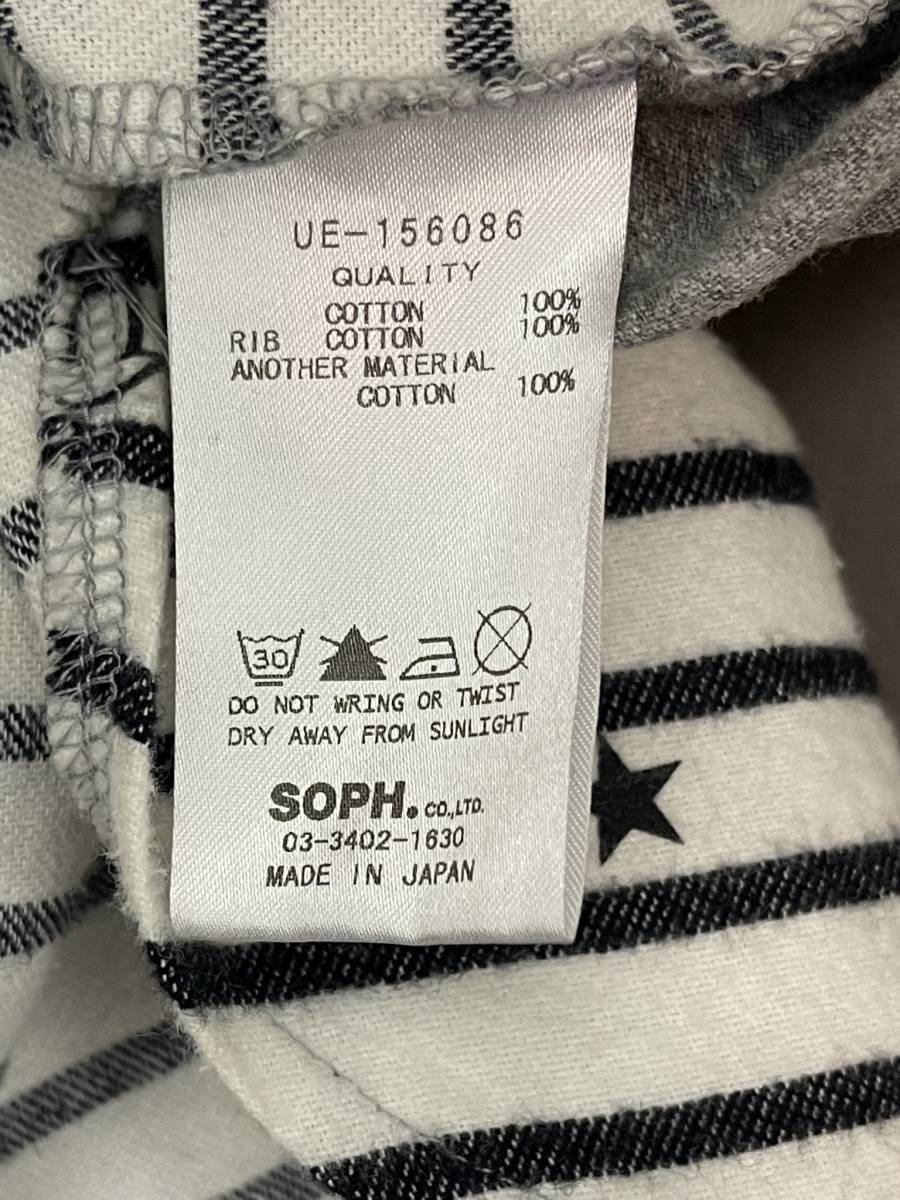 UE-156086
QUALITY
COTTON 100%
RIB COTTON 100%
ANOTHER MATERIAL
COTTON 100%
30
DO NOT WRING OR TWIST
DRY AWAY FROM SUNLIGHT
SOPH. CO.,LTD.
03-3402-1630
MADE IN JAPAN